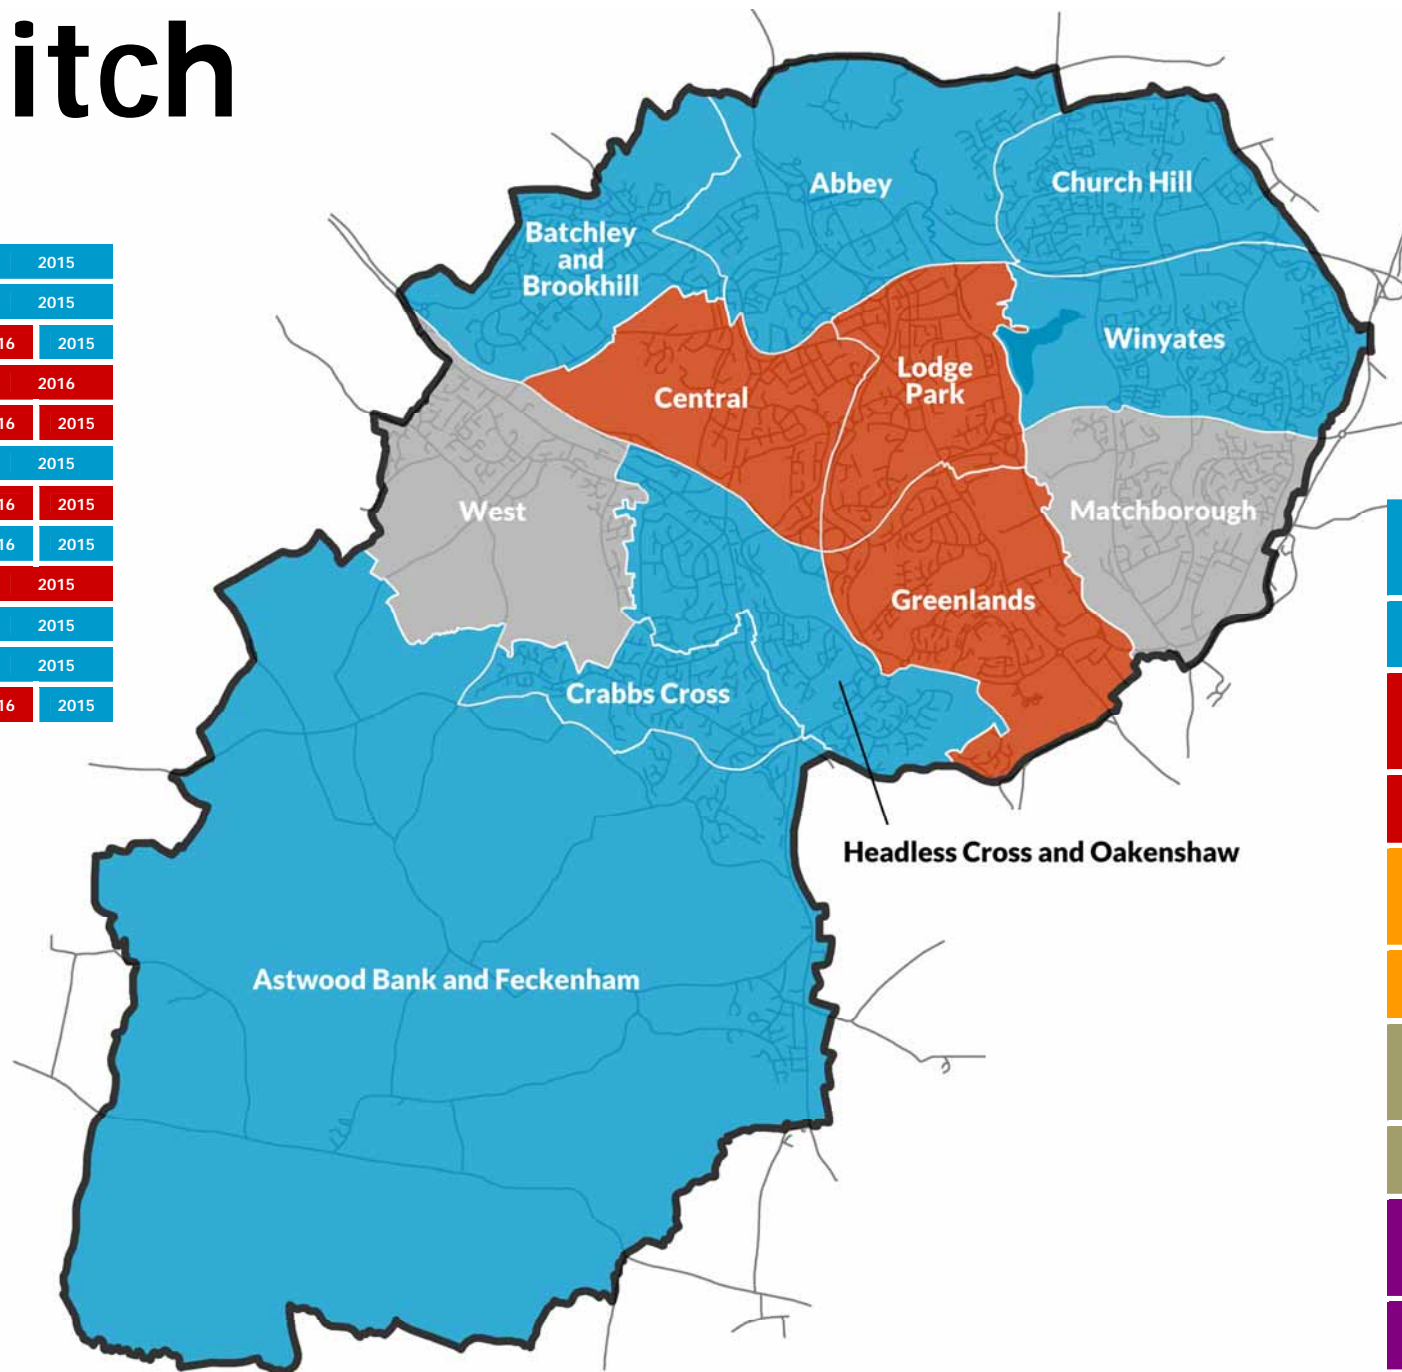 itch
2015
2015
16 2015
2016
16 2015
2015
16 2015
16 2015
2015
2015
2015
16 2015
Abbey
Church Hill
Batchley
and
Brookhill
Winyates
Lodge
Park
Central
West
Matchborough
Greenlands
Crabbs Cross
Headless Cross and Oakenshaw
Astwood Bank and Feckenham